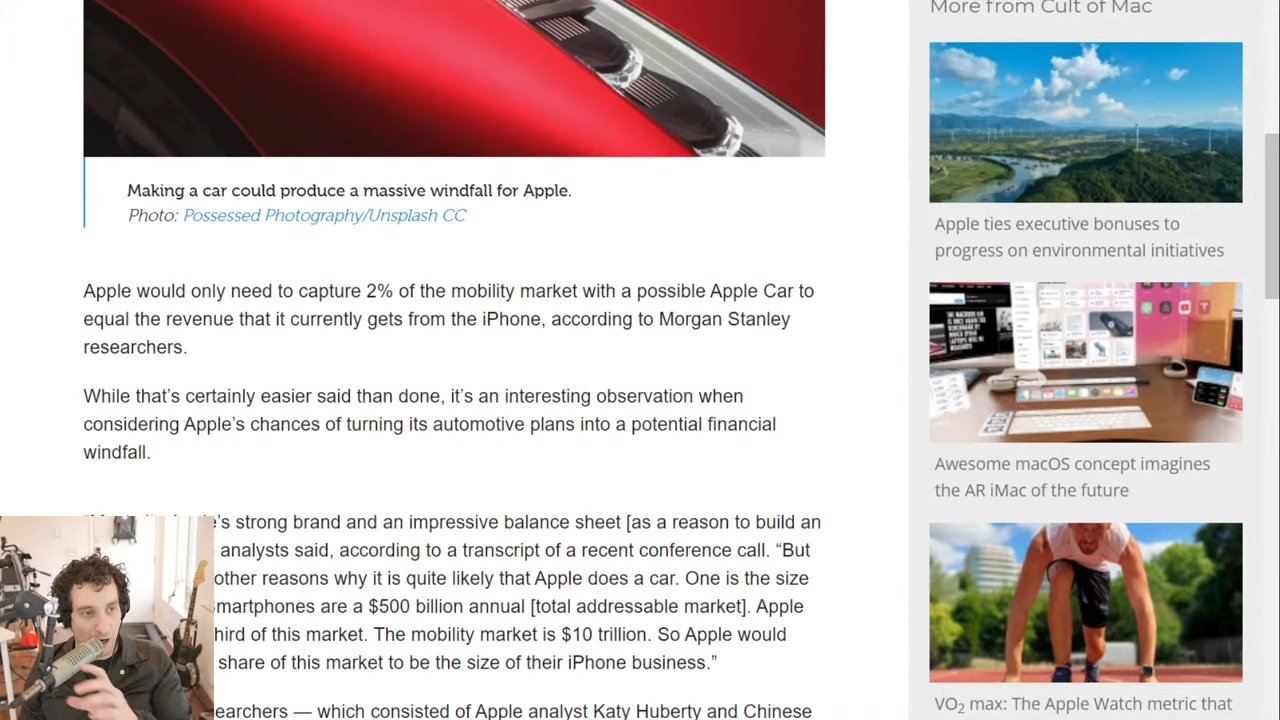 More from Cult of Mac
Making a car could produce a massive windfall for Apple.
Photo: Possessed Photography/Unsplash CC
Apple would only need to capture 2% of the mobility market with a possible Apple Car to
equal the revenue that it currently gets from the iPhone, according to Morgan Stanley
researchers.
While that's certainly easier said than done, it's an interesting observation when
considering Apple's chances of turning its automotive plans into a potential financial
windfall.
strong brand and an impressive balance sheet [as a reason to build an
analysts said, according to a transcript of a recent conference call. “But
other reasons why it is quite likely that Apple does a car. One is the size
smartphones are a $500 billion annual [total addressable market]. Apple
of this market. The mobility market is $10 trillion. So Apple would
share of this market to be the size of their iPhone business.”
— which consisted of Apple analyst Katy Huberty and Chinese
Apple ties executive bonuses to
progress on environmental initiatives
Awesome macOS concept imagines
the AR iMac of the future
VO2 max: The Apple Watch metric that